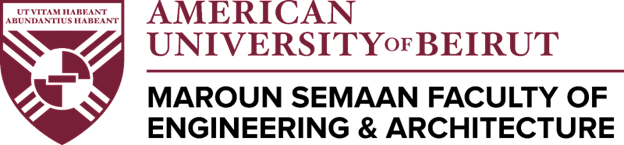 UT VITAM HABEANT
ABUNDANTIUS HABEANT
AMERICAN
UNIVERSITY OF BEIRUT
MAROUN SEMAAN FACULTY OF
ENGINEERING & ARCHITECTURE